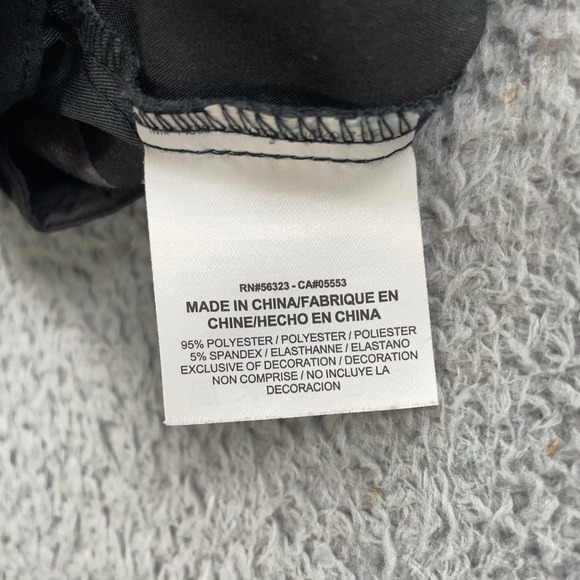 RN#56323 - CA#05553
MADE IN CHINA/FABRIQUE EN
CHINE/HECHO EN CHINA
95% POLYESTER / POLYESTER / POLIESTER
5% SPANDEX / ELASTHANNE / ELASTANO
EXCLUSIVE OF DECORATION / DECORATION
NON COMPRISE / NO INCLUYE LA
DECORACION